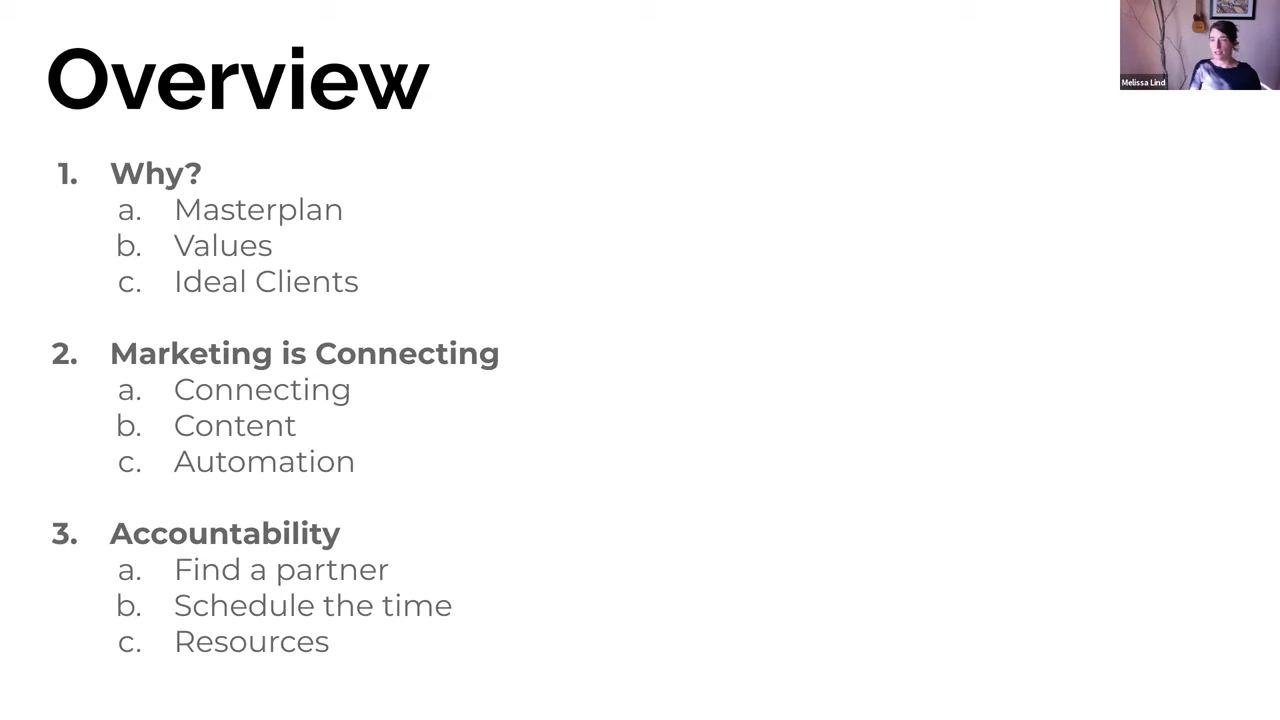 Overview
Melissa Lind
1. Why?
a. Masterplan
b. Values
c. Ideal Clients
2. Marketing is Connecting
a. Connecting
b. Content
c. Automation
3. Accountability
a. Find a partner
b. Schedule the time
c. Resources